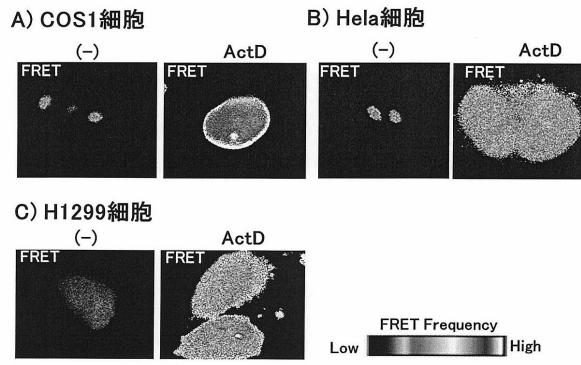 A) COS1細胞
B) Hela細胞
(-)
ActD
(-)
ActD
FRET
FRET
FRET
FRET
C) H1299細胞
(-)
ActD
FRET
FRET
FRET Frequency
Low
High